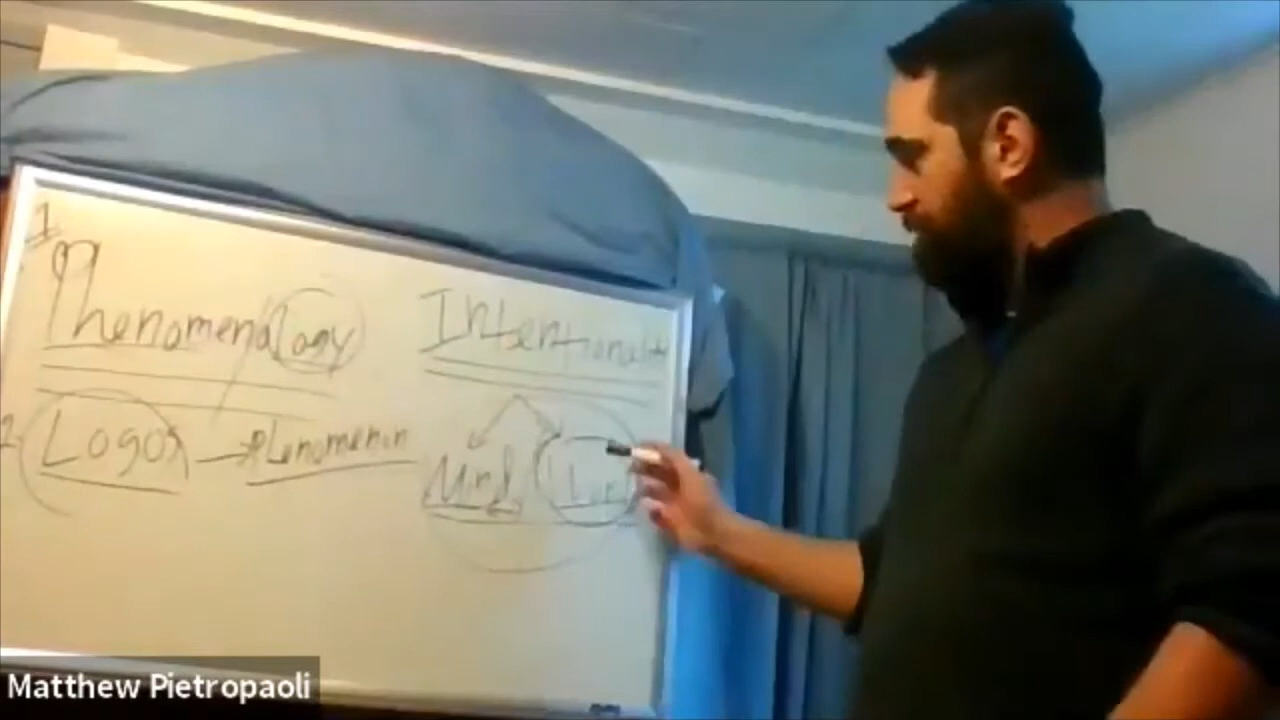 1
Phenomenology
Intentionality
2 Logos → Phenomenon
Mind
Matthew Pietropaoli